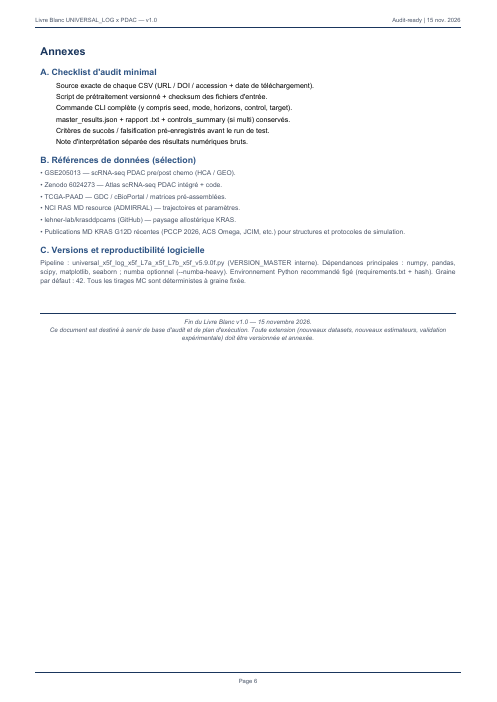 Livre Blanc UNIVERSAL_LOG x PDAC — v1.0
Audit-ready | 15 nov. 2026
Annexes
A. Checklist d'audit minimal
Source exacte de chaque CSV (URL / DOI / accession + date de téléchargement).
Script de prétraitement versionné + checksum des fichiers d'entrée.
Commande CLI complète (y compris seed, mode, horizons, control, target).
master_results.json + rapport .txt + controls_summary (si multi) conservés.
Critères de succès / falsification pré-enregistrés avant le run de test.
Note d'interprétation séparée des résultats numériques bruts.
B. Références de données (sélection)
• GSE205013 — scRNA-seq PDAC pre/post chemo (HCA / GEO).
• Zenodo 6024273 — Atlas scRNA-seq PDAC intégré + code.
• TCGA-PAAD — GDC / cBioPortal / matrices pré-assemblées.
• NCI RAS MD resource (ADMIRRAL) — trajectoires et paramètres.
• lehner-lab/krasddpcams (GitHub) — paysage allostérique KRAS.
• Publications MD KRAS G12D récentes (PCCP 2026, ACS Omega, JCIM, etc.) pour structures et protocoles de simulation.
C. Versions et reproductibilité logicielle
Pipeline : universal_x5f_log_x5f_L7a_x5f_L7b_x5f_v5.9.0f.py (VERSION_MASTER interne). Dépendances principales : numpy, pandas,
scipy, matplotlib, seaborn ; numba optionnel (--numba-heavy). Environnement Python recommandé figé (requirements.txt + hash). Graine
par défaut : 42. Tous les tirages MC sont déterministes à graine fixée.
Fin du Livre Blanc v1.0 — 15 novembre 2026.
Ce document est destiné à servir de base d'audit et de plan d'exécution. Toute extension (nouveaux datasets, nouveaux estimateurs, validation
expérimentale) doit être versionnée et annexée.
Page 6